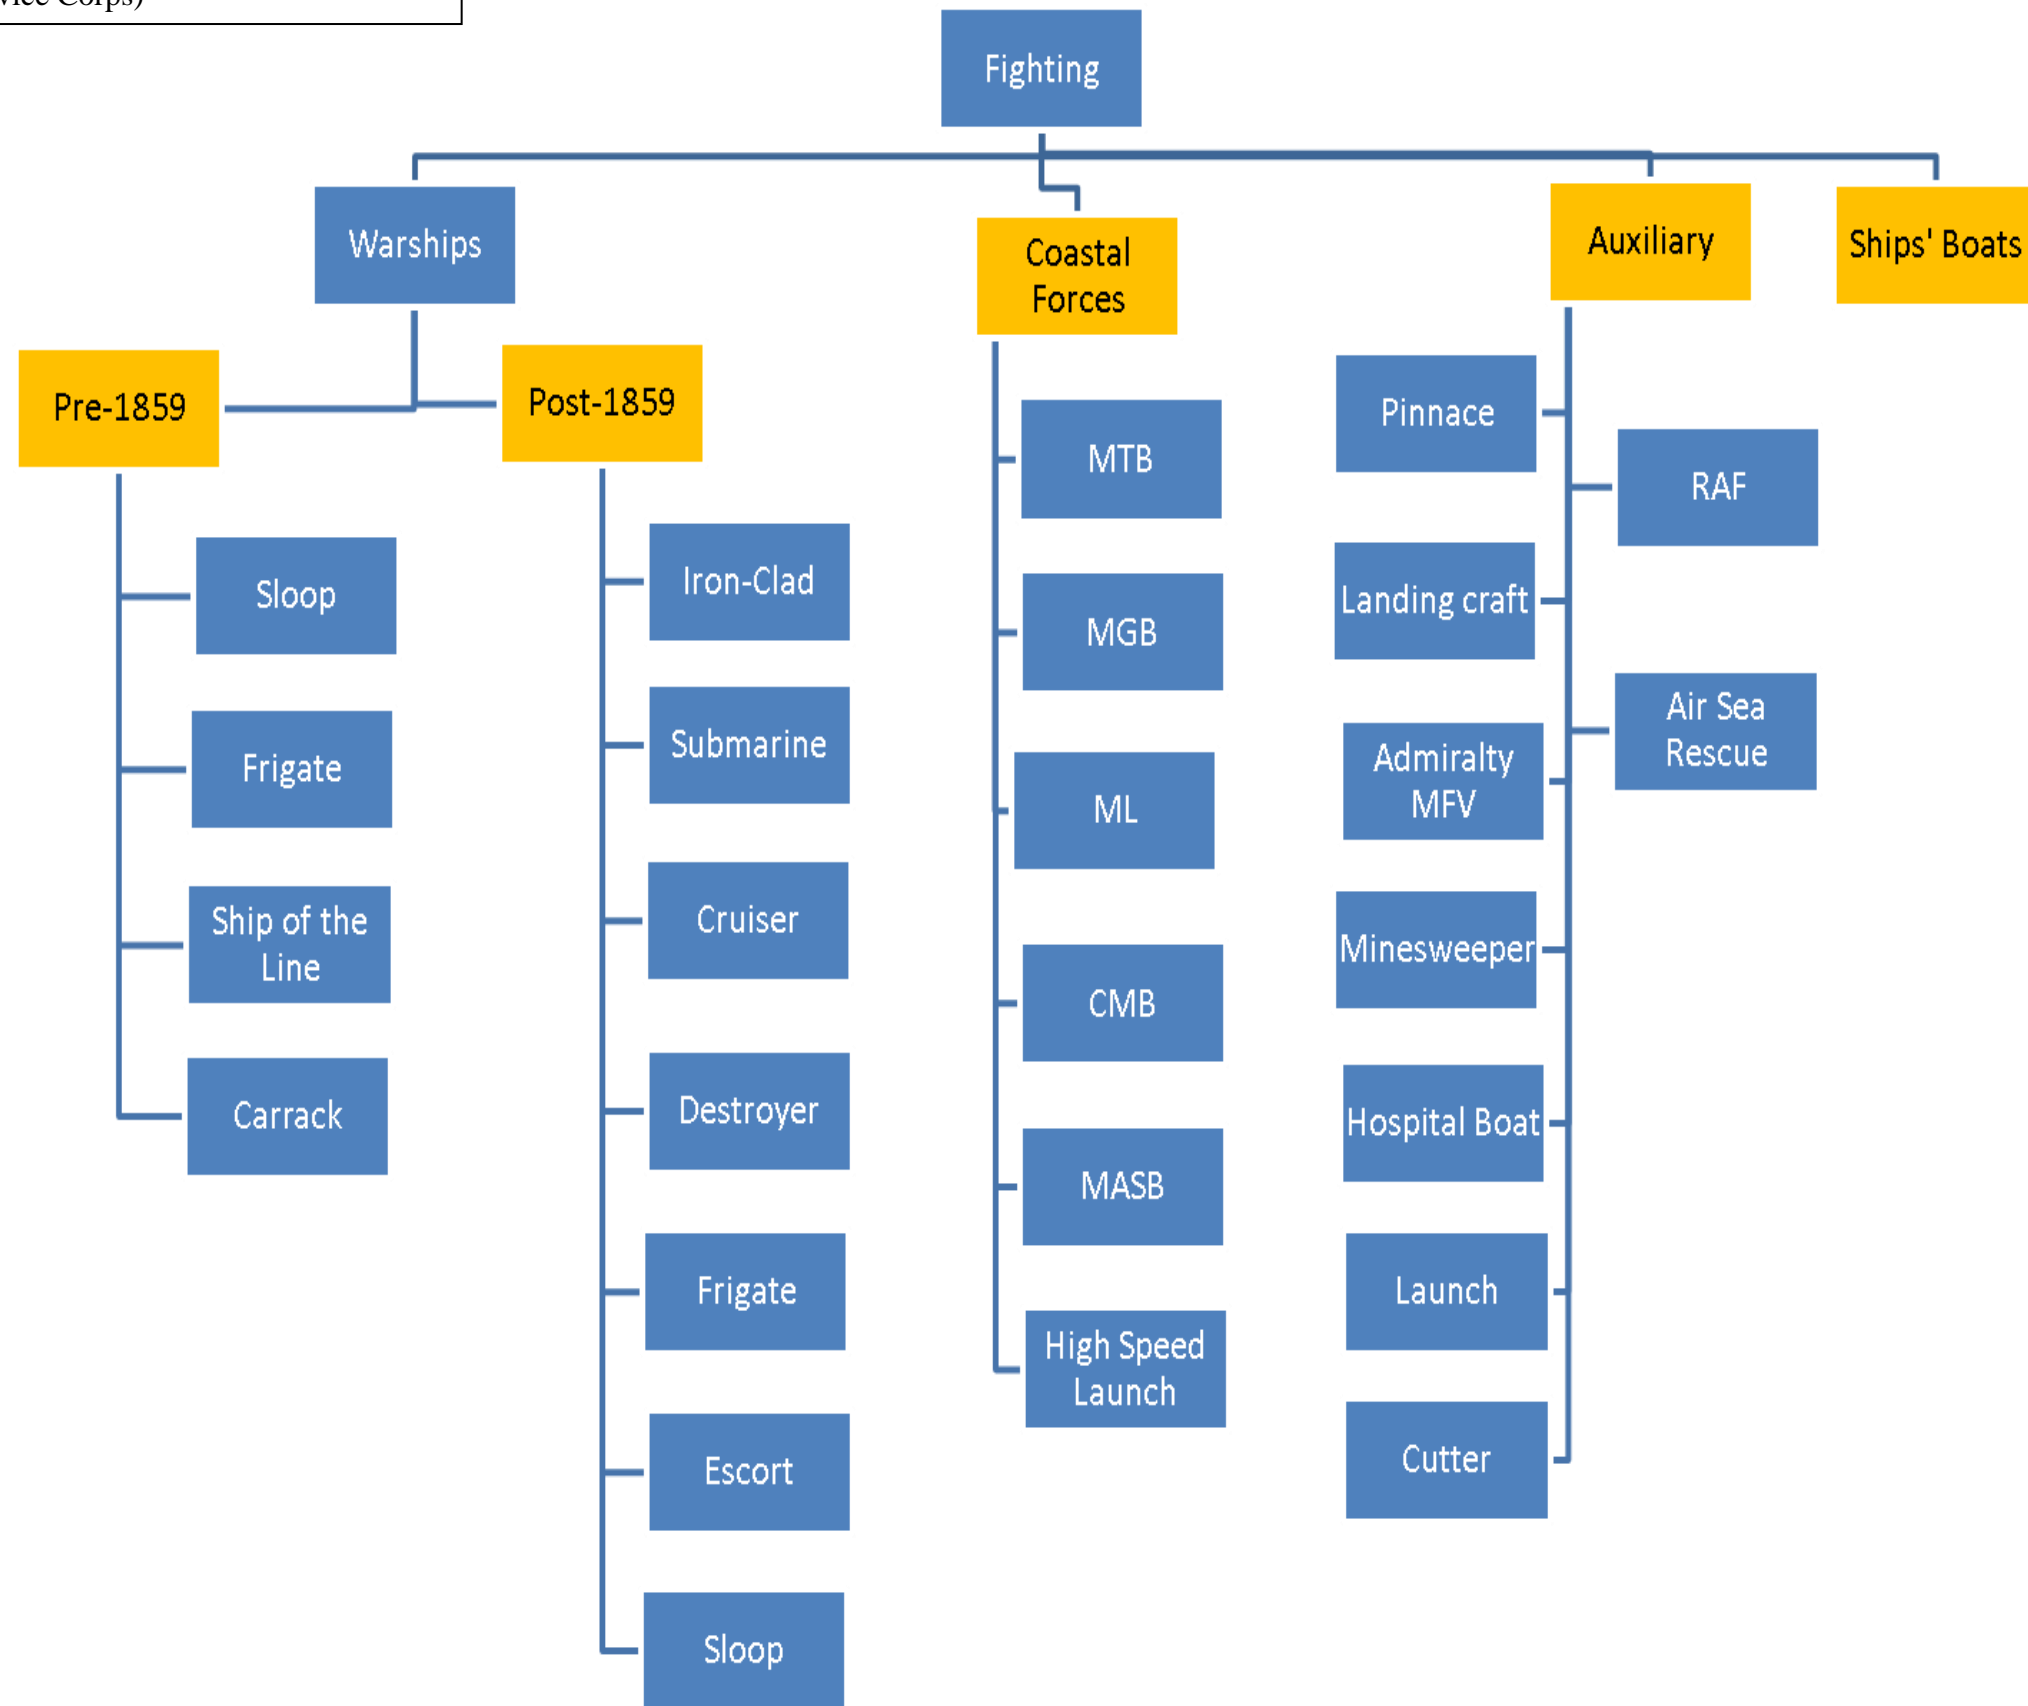 Corps)
Fighting
Warships
Coastal
Forces
Auxiliary
Ships' Boats
Pre-1859
Post-1859
Sloop
Frigate
Ship of the
Line
Carrack
Iron-Clad
Submarine
Cruiser
Destroyer
Frigate
Escort
Sloop
MTB
MGB
ML
CMB
MASB
High Speed
Launch
Pinnace
Landing craft
Admiralty
MFV
Minesweeper
Hospital Boat
Launch
Cutter
RAF
Air Sea
Rescue